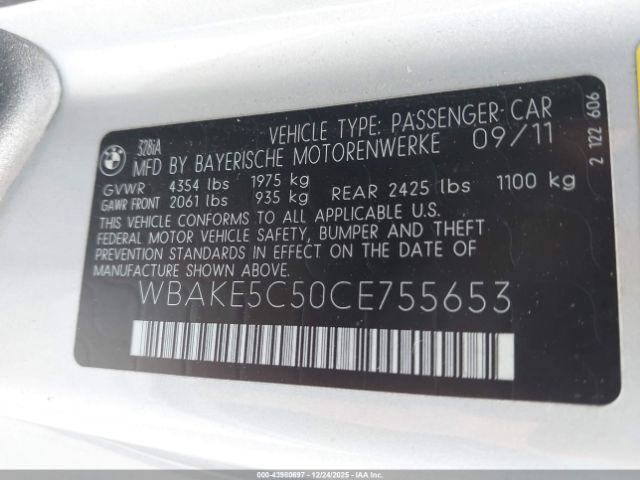 328iA VEHICLE TYPE: PASSENGER CAR
MFD BY BAYERISCHE MOTORENWERKE 09/11
GVWR 4354 lbs 1975 kg
GAWR FRONT 2061 lbs 935 kg REAR 2425 lbs 1100 kg
THIS VEHICLE CONFORMS TO ALL APPLICABLE U.S.
FEDERAL MOTOR VEHICLE SAFETY, BUMPER AND THEFT
PREVENTION STANDARDS IN EFFECT ON THE DATE OF
MANUFACTURE SHOWN ABOVE.
WBAKE5C50CE755653
2 122 606
000-43980697 - 12/24/2025 - COPYRIGHT IAA, LLC